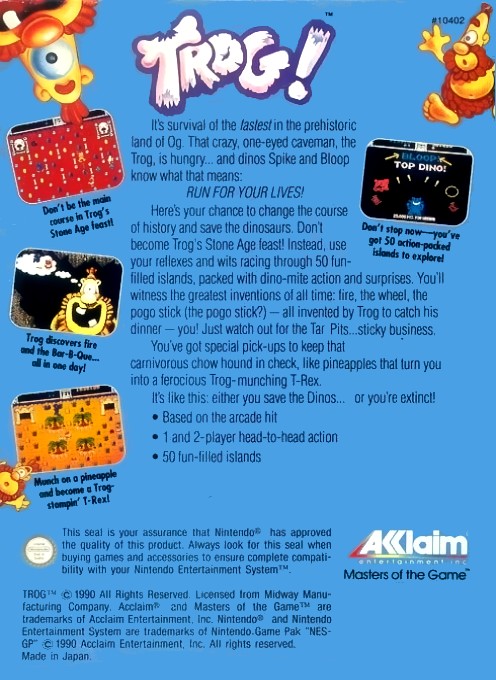 TROG!™
#10402
It's survival of the fastest in the prehistoric
land of Og. That crazy, one-eyed caveman, the
Trog, is hungry... and dinos Spike and Bloop
know what that means:
RUN FOR YOUR LIVES!
Here's your chance to change the course
of history and save the dinosaurs. Don't
become Trog's Stone Age feast! Instead, use
your reflexes and wits racing through 50 fun-
filled islands, packed with dino-mite action and surprises. You'll
witness the greatest inventions of all time: fire, the wheel, the
pogo stick (the pogo stick?) — all invented by Trog to catch his
dinner — you! Just watch out for the Tar Pits...sticky business.
You've got special pick-ups to keep that
carnivorous chow hound in check, like pineapples that turn you
into a ferocious Trog-munching T-Rex.
It's like this: either you save the Dinos... or you're extinct!
• Based on the arcade hit
• 1 and 2-player head-to-head action
• 50 fun-filled islands
Don't be the main
course in Trog's
Stone Age feast!
Trog discovers fire
and the Bar-B-Que...
all in one day!
Munch on a pineapple
and become a Trog-
stompin' T-Rex!
BLOOP!
TOP DINO!
Don't stop now—you've
got 50 action-packed
islands to explore!
This seal is your assurance that Nintendo® has approved
the quality of this product. Always look for this seal when
buying games and accessories to ensure complete compati-
bility with your Nintendo Entertainment System™.
AKKlaim
entertainment inc
Masters of the Game™
TROG™ © 1990 All Rights Reserved. Licensed from Midway Manu-
facturing Company. Acclaim® and Masters of the Game™ are
trademarks of Acclaim Entertainment, Inc. Nintendo® and Nintendo
Entertainment System are trademarks of Nintendo.Game Pak "NES-
GP" © 1990 Acclaim Entertainment, Inc. All rights reserved.
Made in Japan.